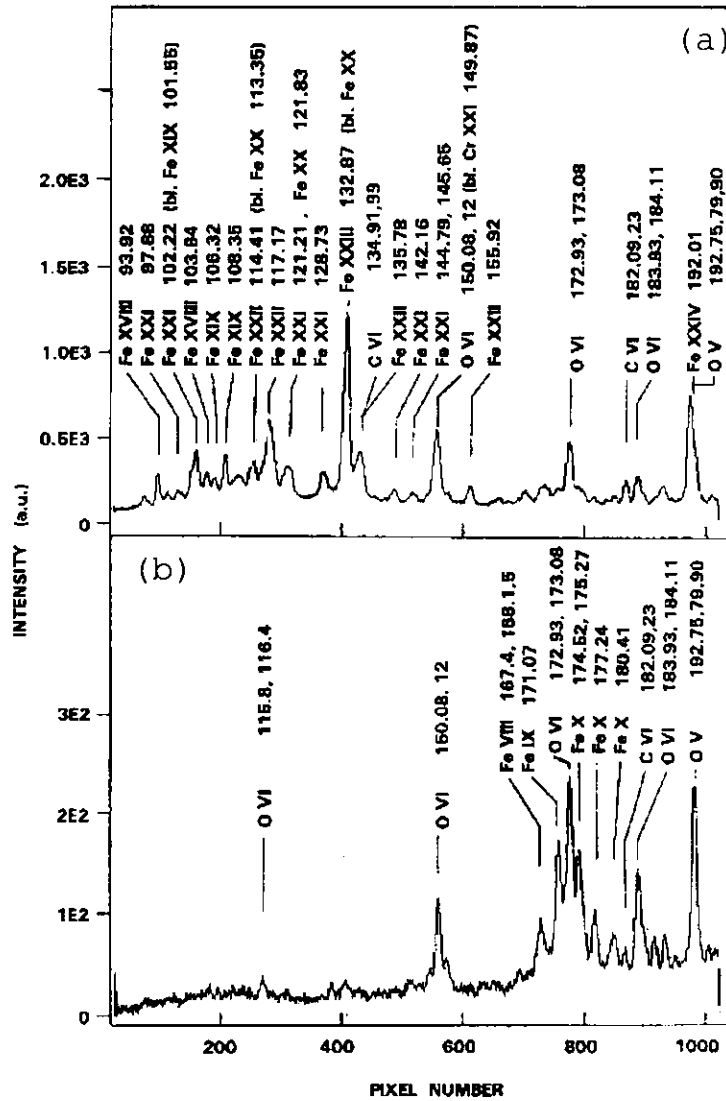 (a)
2.0E3
1.5E3
1.0E3
0.5E3
0
Fe XVIII 93.92
Fe XXI 97.88
Fe XXI 102.22 (bl. Fe XIX 101.55)
Fe XVIII 103.94
Fe XIX 106.32
Fe XIX 108.35
Fe XXII 114.41 (bl. Fe XX 113.35)
Fe XXII 117.17
Fe XXI 121.21, Fe XX 121.83
Fe XXI 128.73
Fe XXIII 132.87 (bl. Fe XX
C VI 134.91,99
Fe XXII 135.78
Fe XXI 142.16
Fe XXI 144.79, 145.65
O VI 150.08, 12 (bl. Cr XXI 149.87)
Fe XXII 155.92
O VI 172.93, 173.08
C VI 182.09,23
O VI 183.93, 184.11
Fe XXIV 192.01
O V 192.75,79,90
INTENSITY (a.u.)
(b)
3E2
2E2
1E2
0
O VI 115.8, 116.4
O VI 150.08, 12
Fe VIII 167.4, 168.1,5
Fe IX 171.07
O VI 172.93, 173.08
Fe X 174.52, 175.27
Fe X 177.24
Fe X 180.41
C VI 182.09,23
O VI 183.93, 184.11
O V 192.75,79,90
200 400 600 800 1000
PIXEL NUMBER